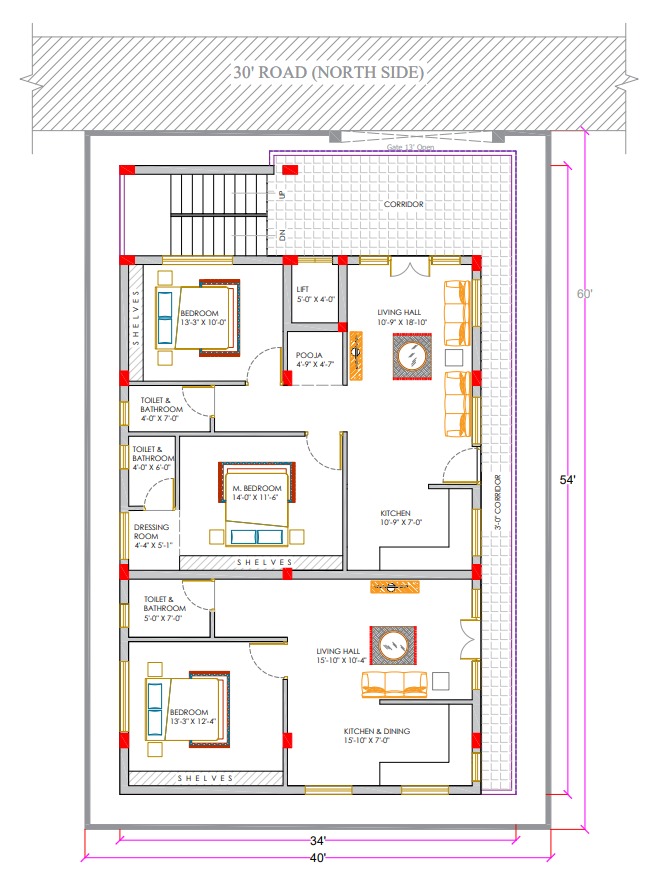 30' ROAD (NORTH SIDE)
Gate 13' Open
UP
CORRIDOR
DN
60'
SHELVES
BEDROOM
13'-3" X 10'-0"
LIFT
5'-0" X 4'-0"
LIVING HALL
10'-9" X 18'-10"
POOJA
4'-9" X 4'-7"
TOILET &
BATHROOM
4'-0" X 7'-0"
TOILET &
BATHROOM
4'-0" X 6'-0"
M. BEDROOM
14'-0" X 11'-6"
54'
3'-0" CORRIDOR
KITCHEN
10'-9" X 7'-0"
DRESSING
ROOM
4'-4" X 5'-1"
SHELVES
TOILET &
BATHROOM
5'-0" X 7'-0"
LIVING HALL
15'-10" X 10'-4"
BEDROOM
13'-3" X 12'-4"
KITCHEN & DINING
15'-10" X 7'-0"
SHELVES
34'
40'